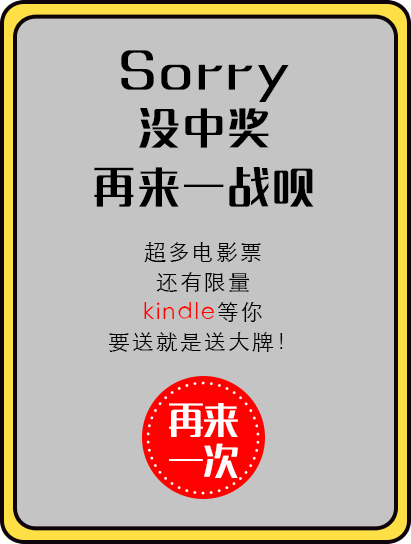 Sorry
没中奖
再来一战呗
超多电影票
还有限量
kindle等你
要送就是送大牌!
再来
一次